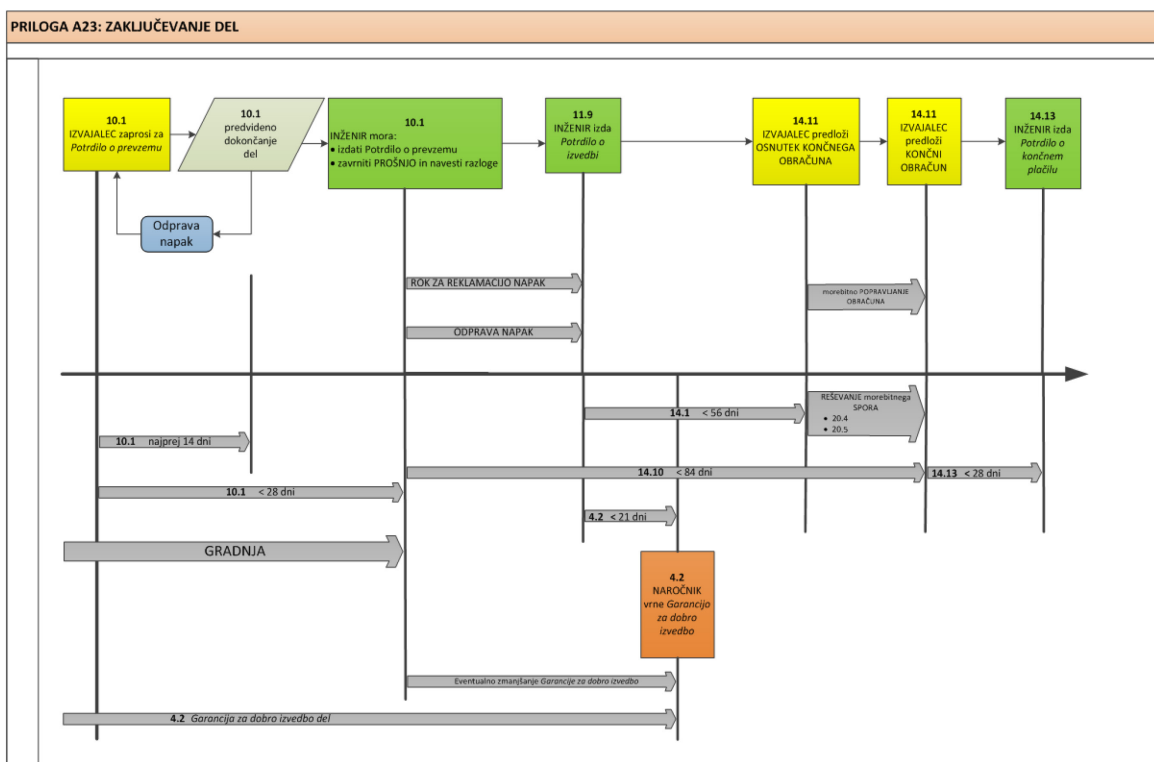 PRILOGA A23: ZAKLJUČEVANJE DEL
10.1
IZVAJALEC zaprosi za
Potrdilo o prevzemu
10.1
predvideno
dokončanje
del
10.1
INŽENIR mora:
• izdati Potrdilo o prevzemu
• zavrniti PROŠNJO in navesti razloge
11.9
INŽENIR izda
Potrdilo o
izvedbi
14.11
IZVAJALEC predloži
OSNUTEK KONČNEGA
OBRAČUNA
14.11
IZVAJALEC
predloži
KONČNI
OBRAČUN
14.13
INŽENIR izda
Potrdilo o
končnem
plačilu
Odprava
napak
ROK ZA REKLAMACIJO NAPAK
morebitno POPRAVLJANJE
OBRAČUNA
ODPRAVA NAPAK
14.1 < 56 dni
REŠEVANJE morebitnega
SPORA
• 20.4
• 20.5
10.1 najprej 14 dni
14.10 < 84 dni
14.13 < 28 dni
10.1 < 28 dni
4.2 < 21 dni
GRADNJA
4.2
NAROČNIK
vrne Garancijo
za dobro
izvedbo
Eventualno zmanjšanje Garancije za dobro izvedbo
4.2 Garancija za dobro izvedbo del